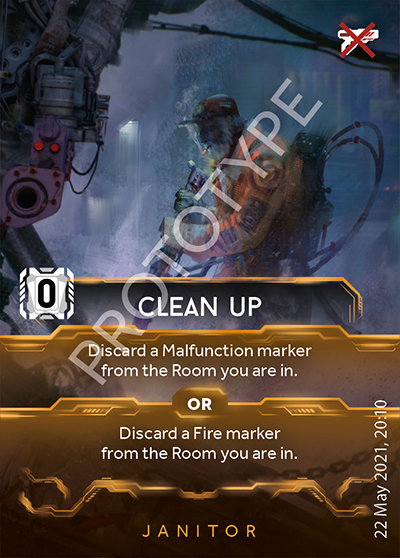 PROTOTYPE
0
CLEAN UP
Discard a Malfunction marker
from the Room you are in.
OR
Discard a Fire marker
from the Room you are in.
22 May 2021, 20:10
JANITOR